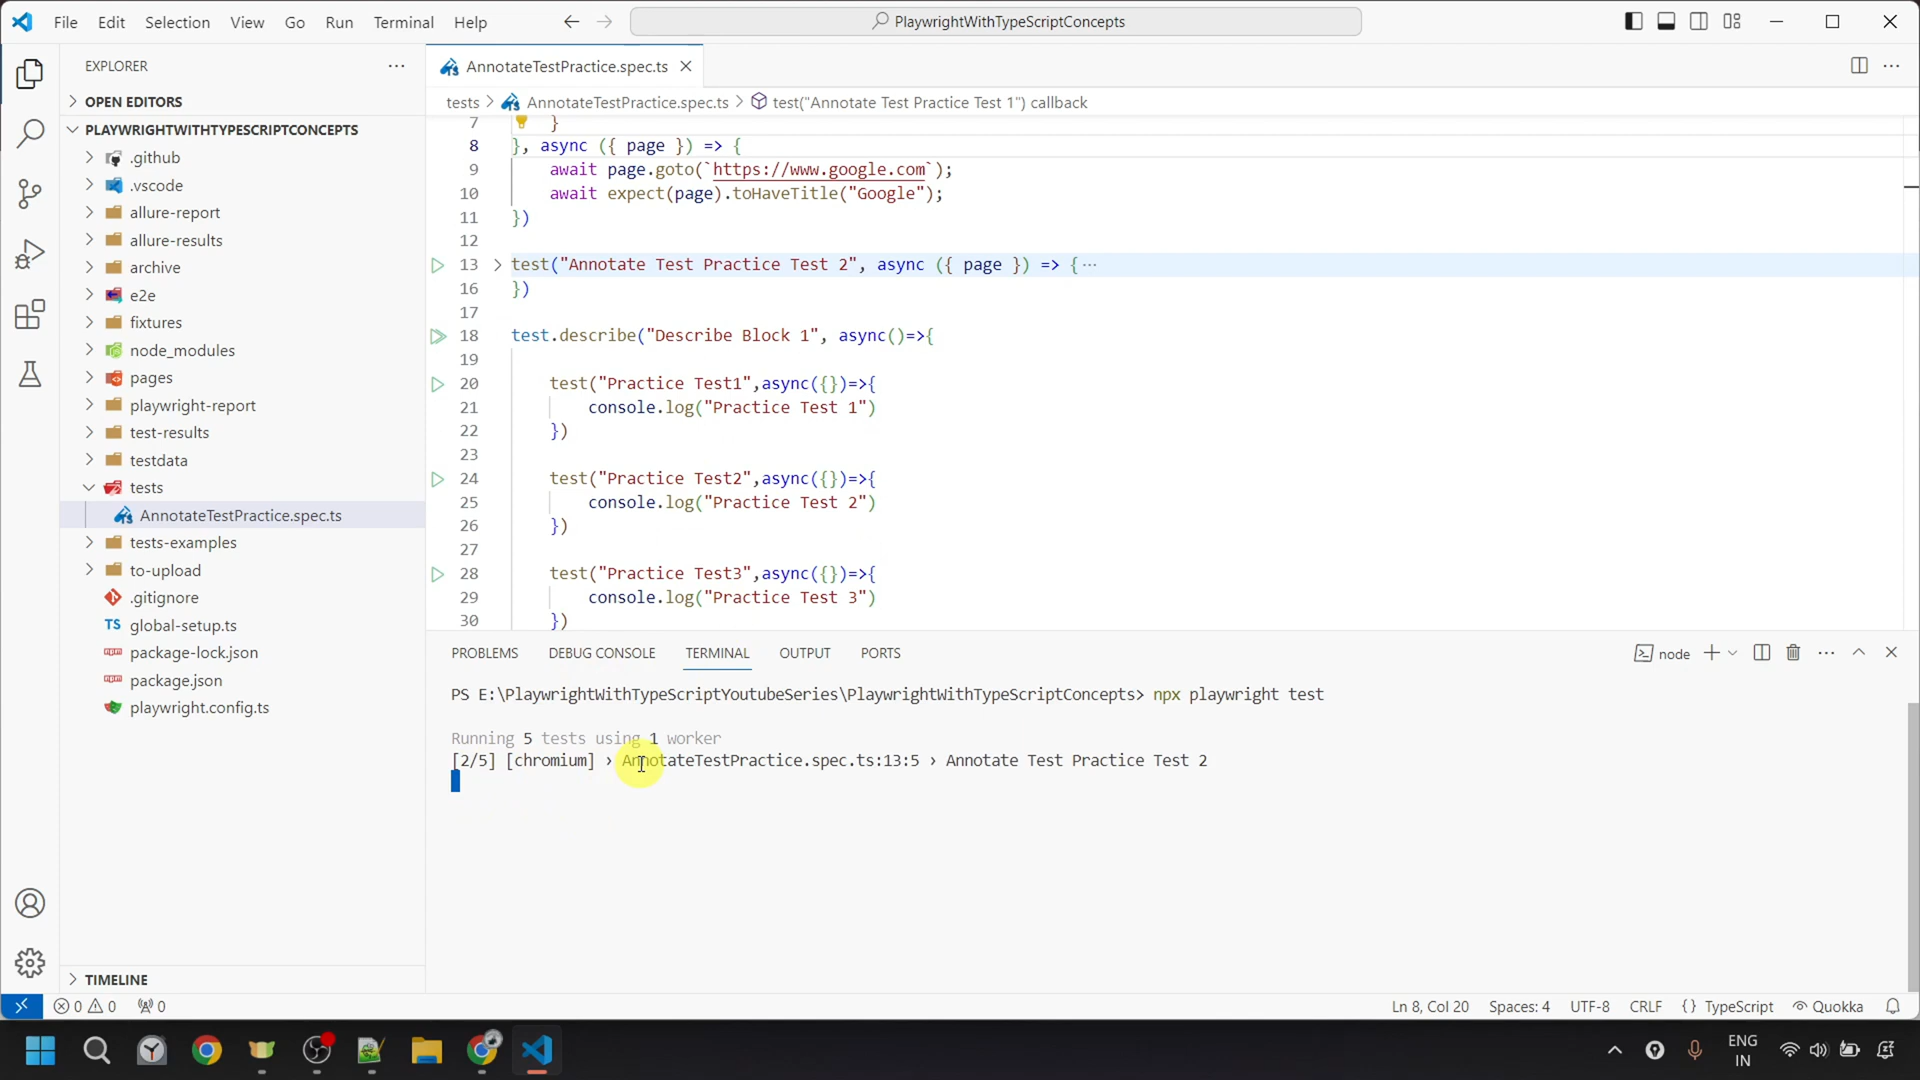 File Edit Selection View Go Run Terminal Help
PlaywrightWithTypeScriptConcepts
EXPLORER
OPEN EDITORS
PLAYWRIGHTWITHTYPESCRIPTCONCEPTS
.github
.vscode
allure-report
allure-results
archive
e2e
fixtures
node_modules
pages
playwright-report
test-results
testdata
tests
AnnotateTestPractice.spec.ts
tests-examples
to-upload
.gitignore
TS global-setup.ts
package-lock.json
package.json
playwright.config.ts
TIMELINE
AnnotateTestPractice.spec.ts
tests > AnnotateTestPractice.spec.ts > test("Annotate Test Practice Test 1") callback
7 }
8 }, async ({ page }) => {
9 await page.goto(`https://www.google.com`);
10 await expect(page).toHaveTitle("Google");
11 })
12
13 test("Annotate Test Practice Test 2", async ({ page }) => {···
16 })
17
18 test.describe("Describe Block 1", async()=>{
19
20 test("Practice Test1",async({})=>{
21 console.log("Practice Test 1")
22 })
23
24 test("Practice Test2",async({})=>{
25 console.log("Practice Test 2")
26 })
27
28 test("Practice Test3",async({})=>{
29 console.log("Practice Test 3")
30 })
PROBLEMS DEBUG CONSOLE TERMINAL OUTPUT PORTS
node
PS E:\PlaywrightWithTypeScriptYoutubeSeries\PlaywrightWithTypeScriptConcepts> npx playwright test
Running 5 tests using 1 worker
[2/5] [chromium] › AnnotateTestPractice.spec.ts:13:5 › Annotate Test Practice Test 2
0 0 0
Ln 8, Col 20 Spaces: 4 UTF-8 CRLF {} TypeScript Quokka
ENG
IN